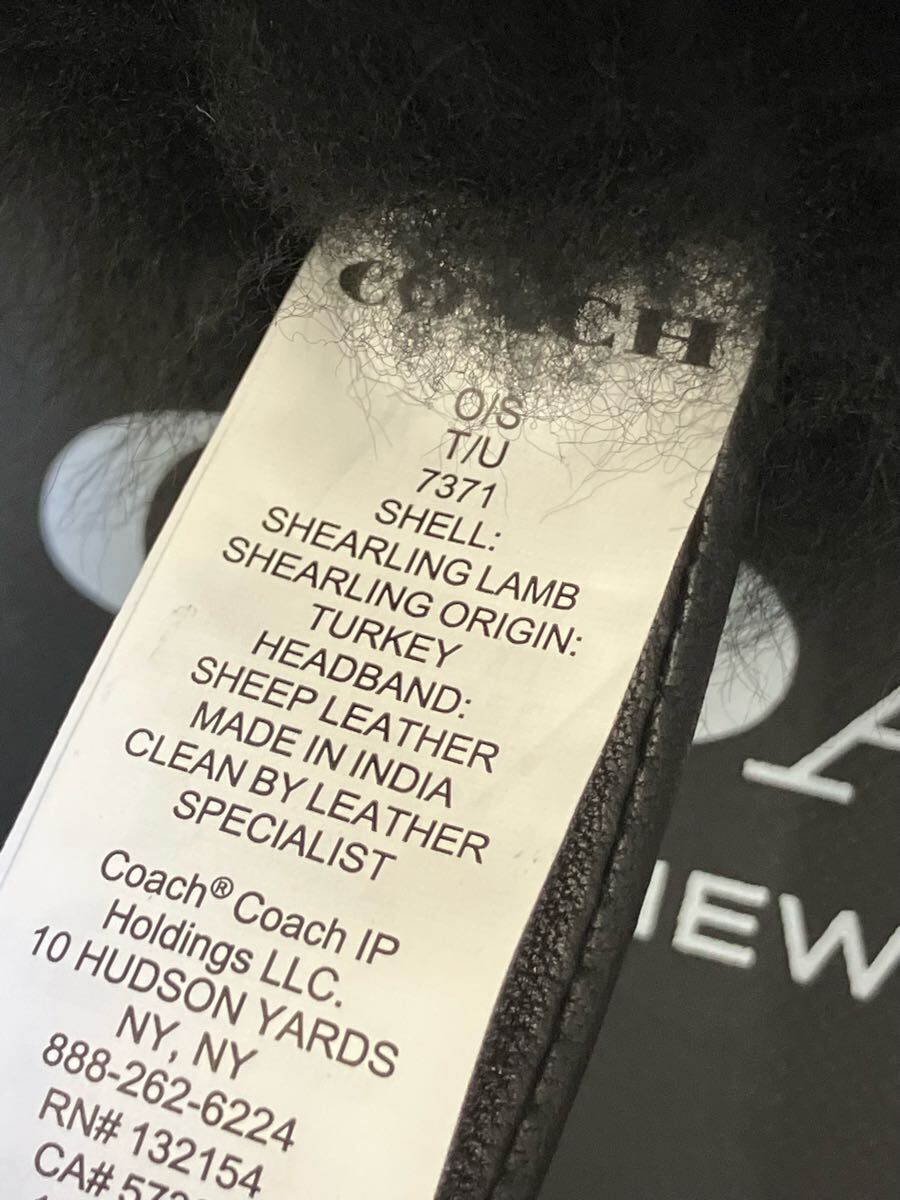 COACH
O/S
T/U
7371
SHELL:
SHEARLING LAMB
SHEARLING ORIGIN:
TURKEY
HEADBAND:
SHEEP LEATHER
MADE IN INDIA
CLEAN BY LEATHER
SPECIALIST
Coach® Coach IP
Holdings LLC.
10 HUDSON YARDS
NY, NY
888-262-6224
RN# 132154
CA#